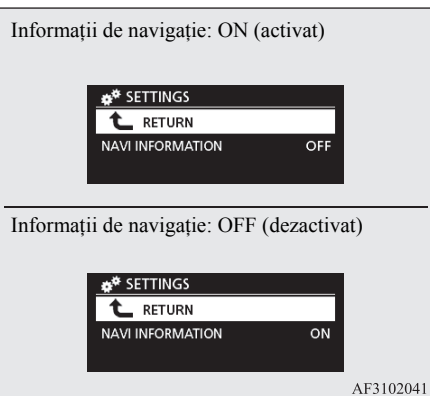 Informații de navigație: ON (activat)
SETTINGS
RETURN
NAVI INFORMATION OFF
Informații de navigație: OFF (dezactivat)
SETTINGS
RETURN
NAVI INFORMATION ON
AF3102041